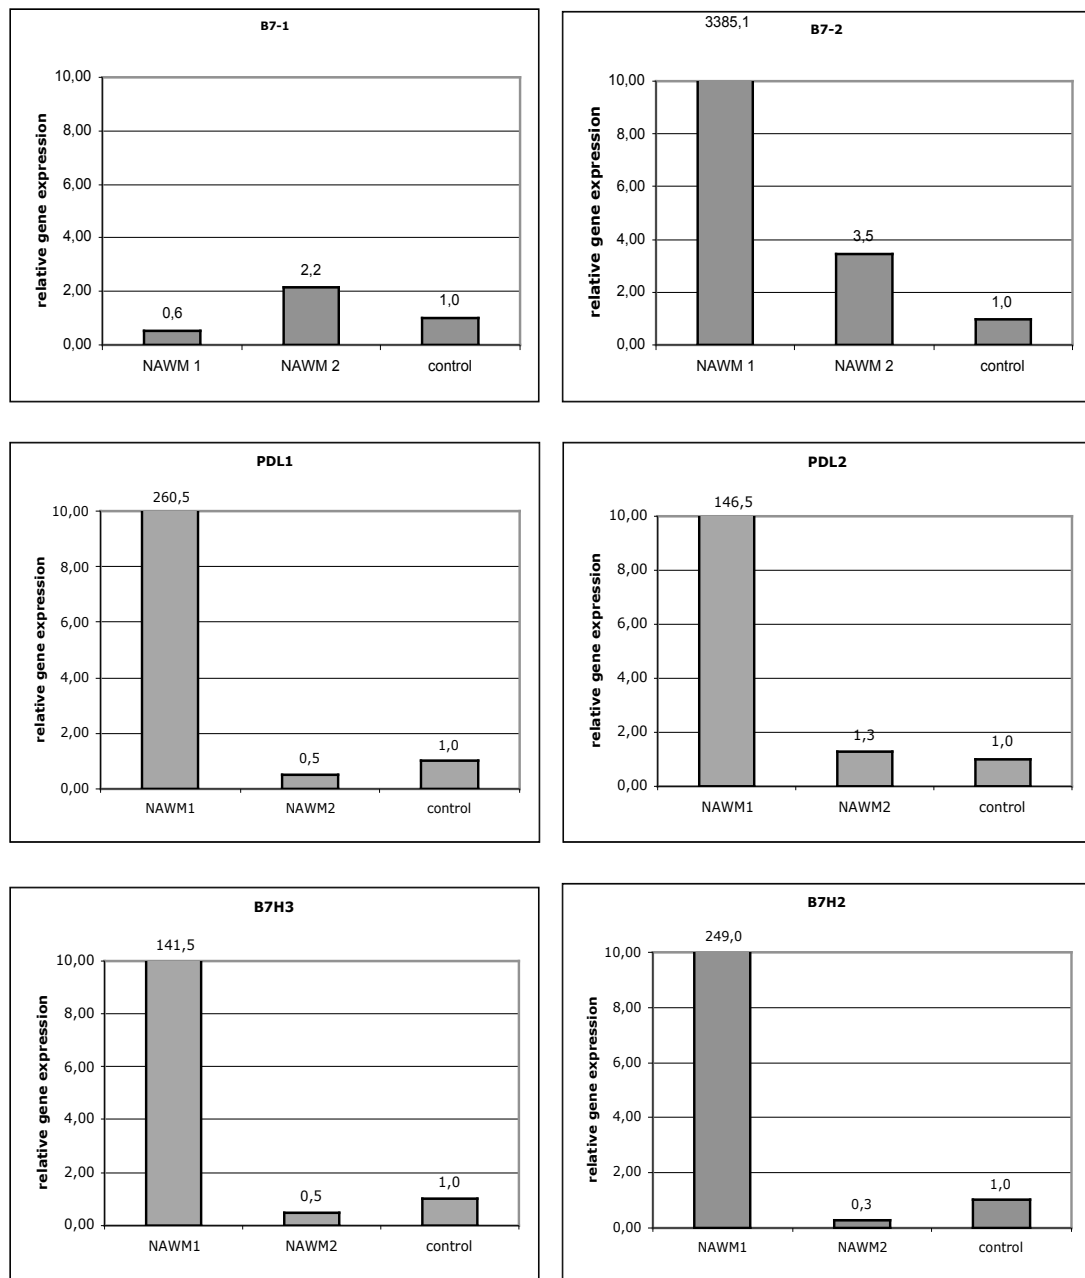 B7-1
relative gene expression
10,00
8,00
6,00
4,00
2,00
0,00
0,6
2,2
1,0
NAWM 1
NAWM 2
control
3385,1
B7-2
relative gene expression
10,00
8,00
6,00
4,00
2,00
0,00
3,5
1,0
NAWM 1
NAWM 2
control
PDL1
260,5
relative gene expression
10,00
8,00
6,00
4,00
2,00
0,00
0,5
1,0
NAWM1
NAWM2
control
PDL2
146,5
relative gene expression
10,00
8,00
6,00
4,00
2,00
0,00
1,3
1,0
NAWM1
NAWM2
control
B7H3
141,5
relative gene expression
10,00
8,00
6,00
4,00
2,00
0,00
0,5
1,0
NAWM1
NAWM2
control
B7H2
249,0
relative gene expression
10,00
8,00
6,00
4,00
2,00
0,00
0,3
1,0
NAWM1
NAWM2
control